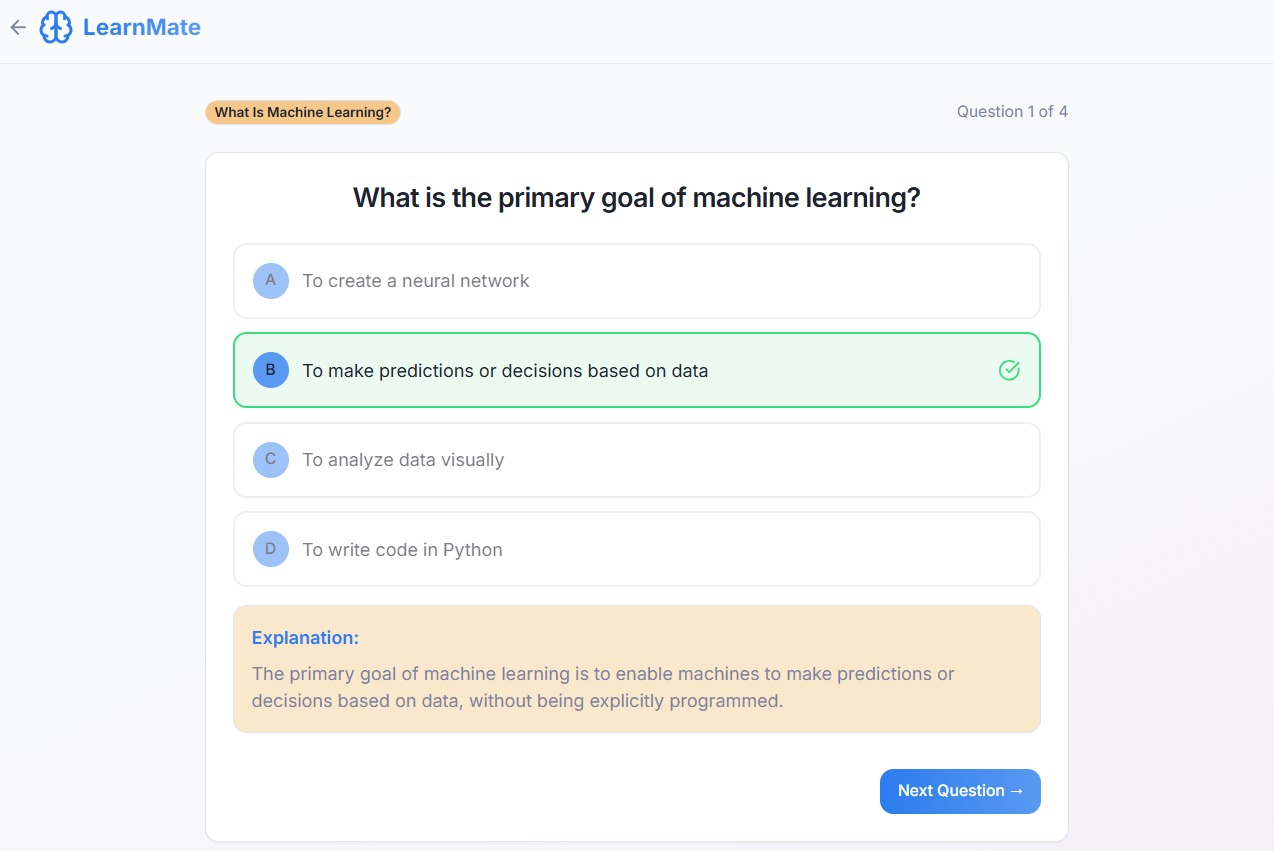 ← LearnMate
What Is Machine Learning?
Question 1 of 4
What is the primary goal of machine learning?
A To create a neural network
B To make predictions or decisions based on data
C To analyze data visually
D To write code in Python
Explanation:
The primary goal of machine learning is to enable machines to make predictions or
decisions based on data, without being explicitly programmed.
Next Question →